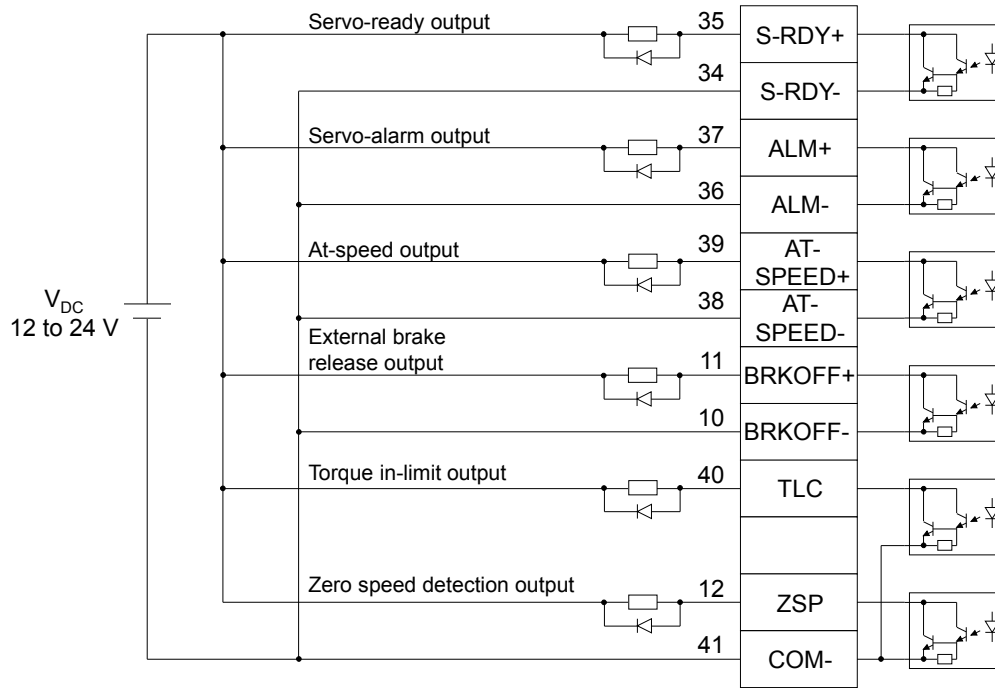 Servo-ready output 35 S-RDY+
34 S-RDY-
Servo-alarm output 37 ALM+
36 ALM-
At-speed output 39 AT-
SPEED+
38 AT-
SPEED-
V_DC
12 to 24 V
External brake
release output 11 BRKOFF+
10 BRKOFF-
Torque in-limit output 40 TLC
Zero speed detection output 12 ZSP
41 COM-